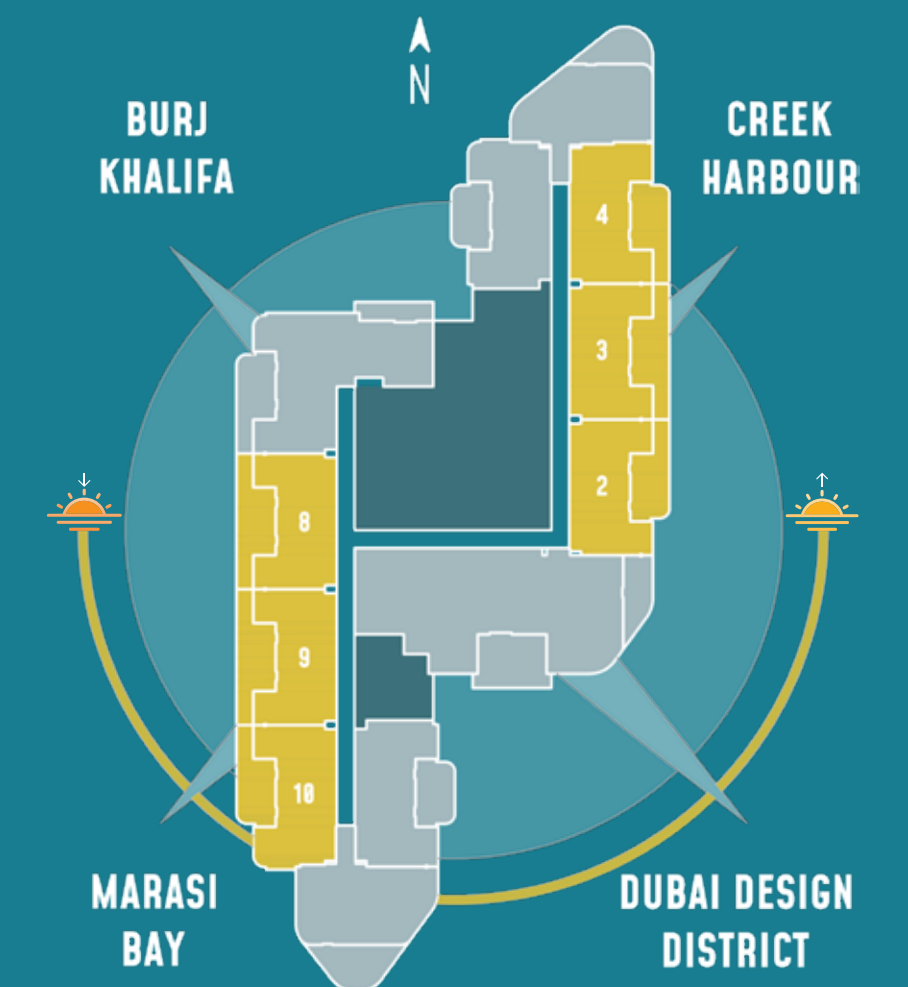 N
BURJ
KHALIFA
CREEK
HARBOUR
4
3
2
8
9
10
MARASI
BAY
DUBAI DESIGN
DISTRICT